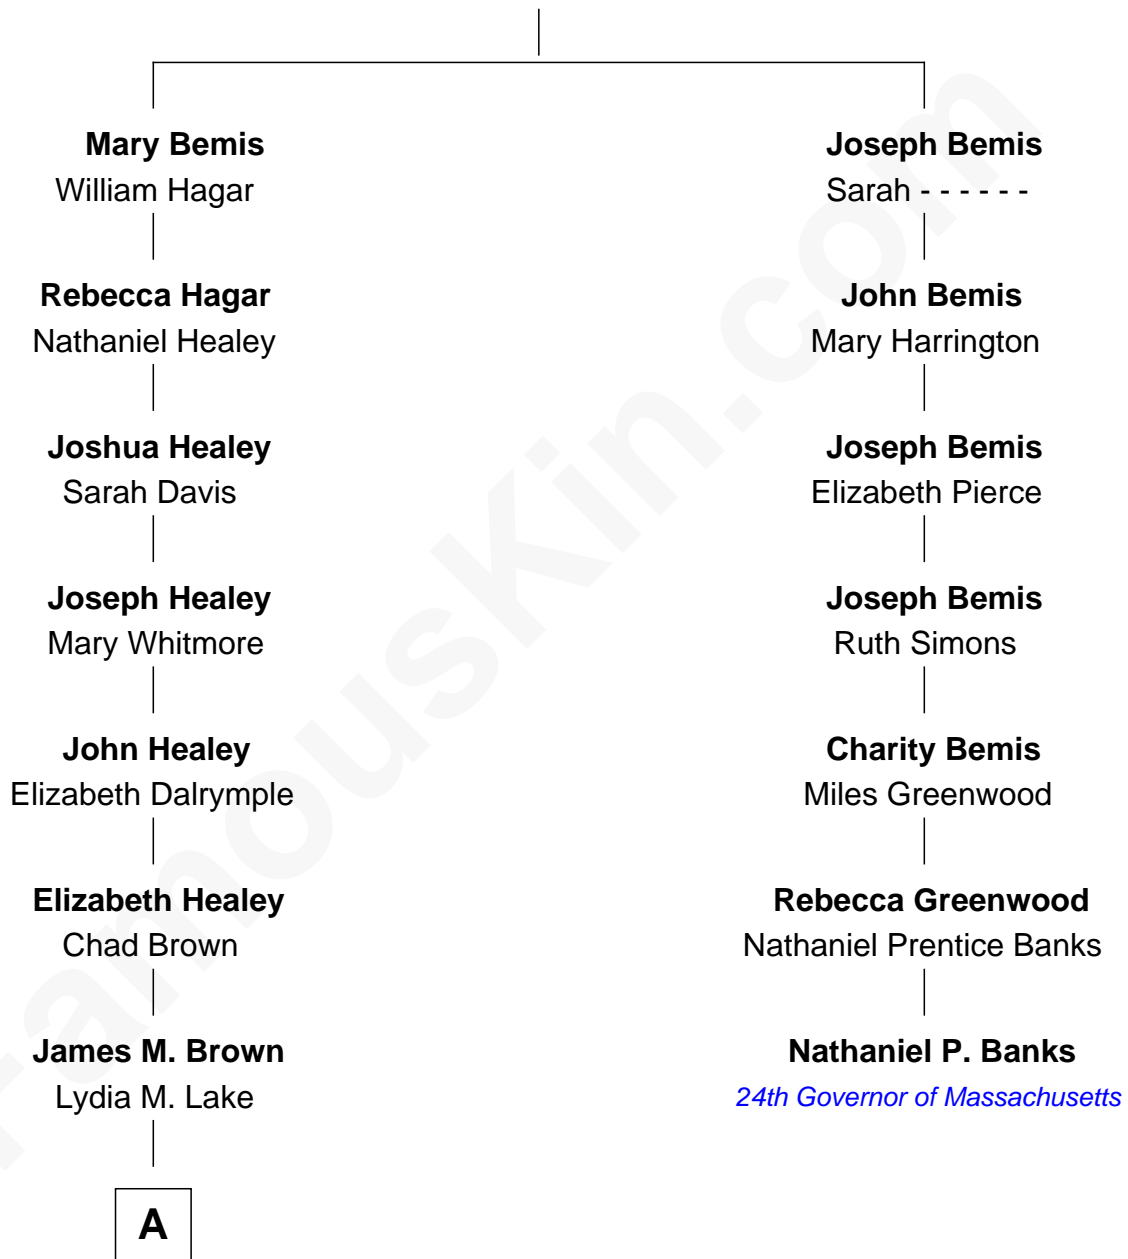 Mary Bemis
William Hagar
Rebecca Hagar
Nathaniel Healey
Joshua Healey
Sarah Davis
Joseph Healey
Mary Whitmore
John Healey
Elizabeth Dalrymple
Elizabeth Healey
Chad Brown
James M. Brown
Lydia M. Lake
A
Joseph Bemis
Sarah - - - - - -
John Bemis
Mary Harrington
Joseph Bemis
Elizabeth Pierce
Joseph Bemis
Ruth Simons
Charity Bemis
Miles Greenwood
Rebecca Greenwood
Nathaniel Prentice Banks
Nathaniel P. Banks
24th Governor of Massachusetts
FamousKin.com